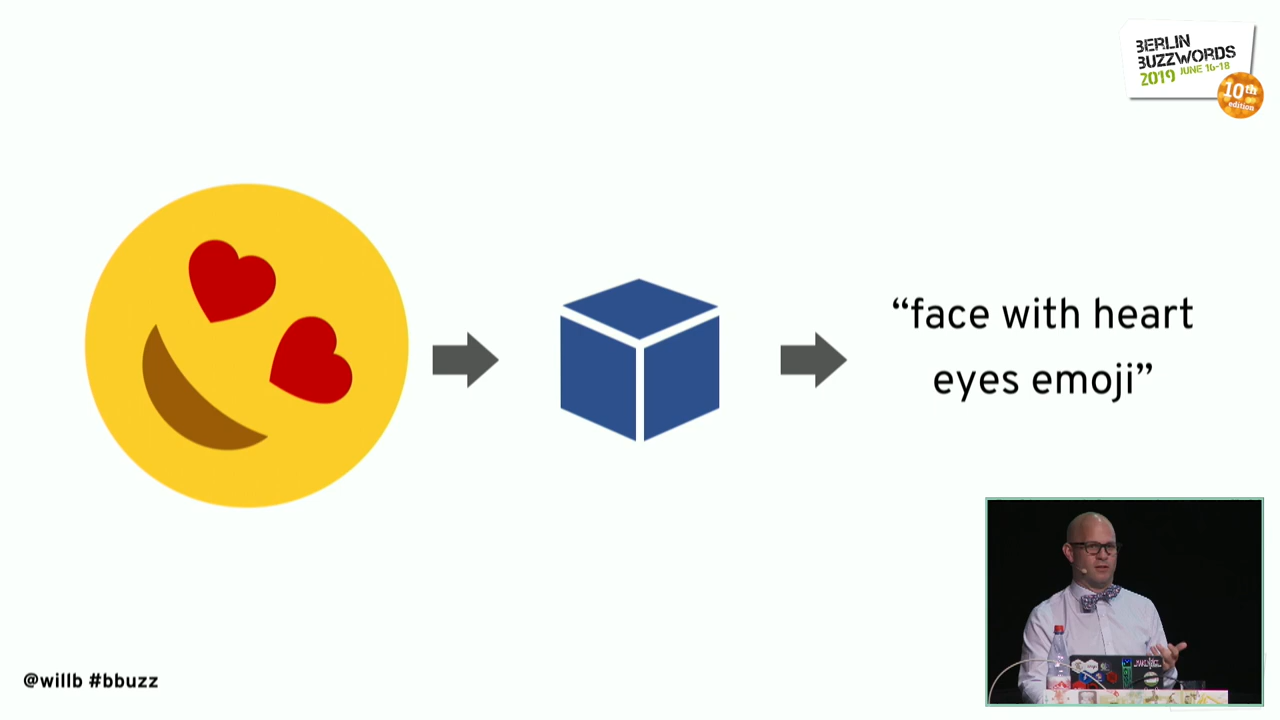 BERLIN
BUZZWORDS
2019 JUNE 16-18
10th
edition
“face with heart
eyes emoji”
@willb #bbuzz